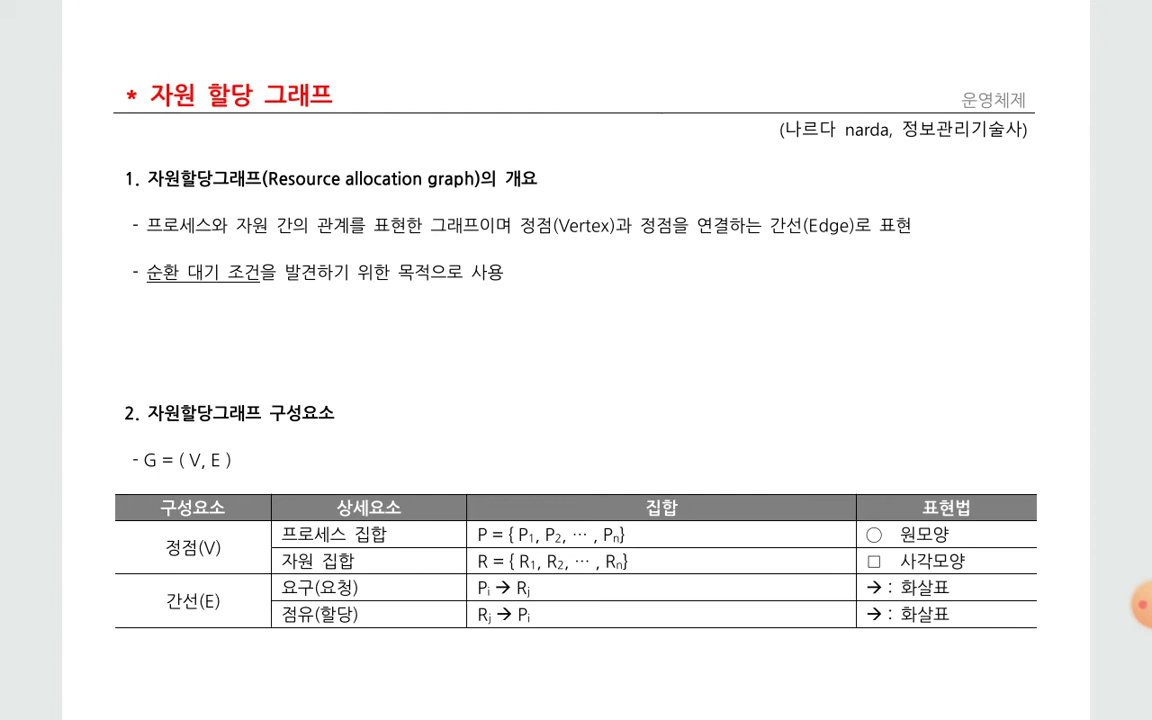 * 자원 할당 그래프
운영체제
(나르다 narda, 정보관리기술사)
1. 자원할당그래프(Resource allocation graph)의 개요
- 프로세스와 자원 간의 관계를 표현한 그래프이며 정점(Vertex)과 정점을 연결하는 간선(Edge)로 표현
- 순환 대기 조건을 발견하기 위한 목적으로 사용
2. 자원할당그래프 구성요소
- G = ( V, E )
구성요소 상세요소 집합 표현법
정점(V) 프로세스 집합 P = { P₁, P₂, ⋯ , Pₙ} ○ 원모양
자원 집합 R = { R₁, R₂, ⋯ , Rₙ} □ 사각모양
간선(E) 요구(요청) Pᵢ → Rⱼ → : 화살표
점유(할당) Rⱼ → Pᵢ → : 화살표